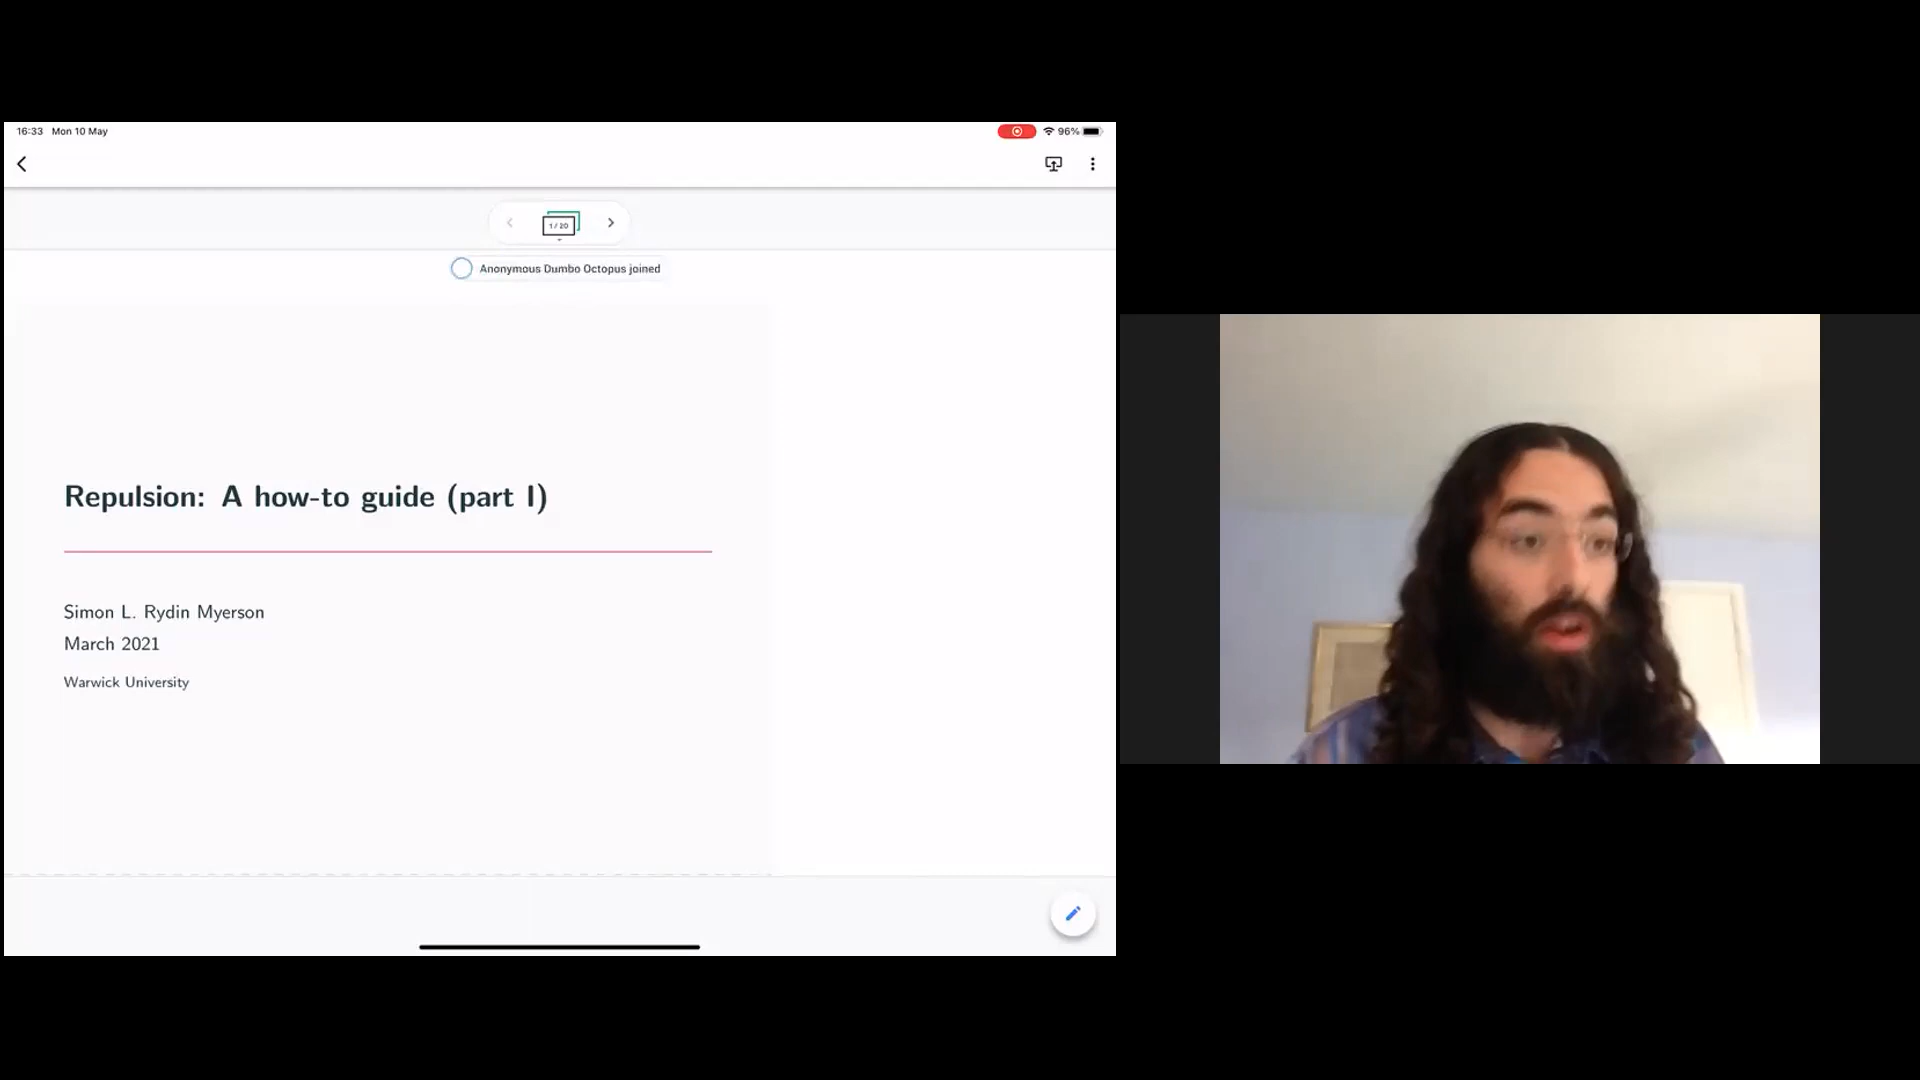 16:33 Mon 10 May
96%
1 / 20
Anonymous Dumbo Octopus joined
Repulsion: A how-to guide (part I)
Simon L. Rydin Myerson
March 2021
Warwick University